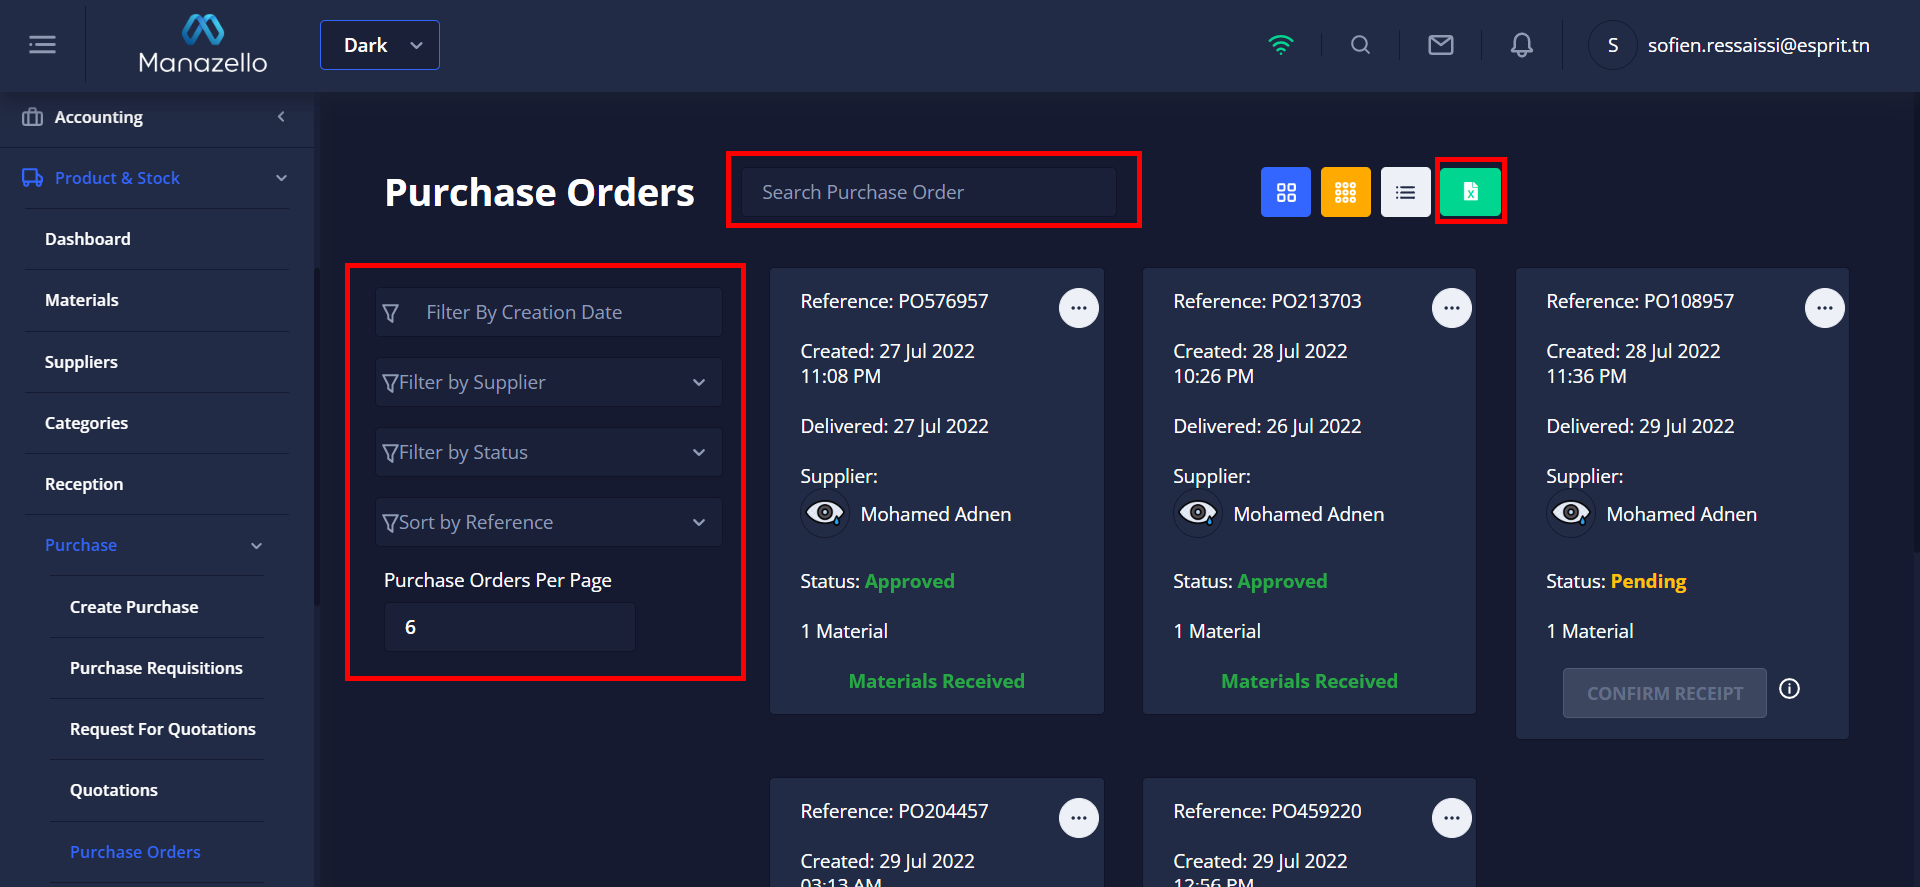 Manazello
Dark
S
sofien.ressaissi@esprit.tn
Accounting
Product & Stock
Dashboard
Materials
Suppliers
Categories
Reception
Purchase
Create Purchase
Purchase Requisitions
Request For Quotations
Quotations
Purchase Orders
Purchase Orders
Search Purchase Order
Filter By Creation Date
Filter by Supplier
Filter by Status
Sort by Reference
Purchase Orders Per Page
6
Reference: PO576957
Created: 27 Jul 2022
11:08 PM
Delivered: 27 Jul 2022
Supplier:
Mohamed Adnen
Status: Approved
1 Material
Materials Received
Reference: PO213703
Created: 28 Jul 2022
10:26 PM
Delivered: 26 Jul 2022
Supplier:
Mohamed Adnen
Status: Approved
1 Material
Materials Received
Reference: PO108957
Created: 28 Jul 2022
11:36 PM
Delivered: 29 Jul 2022
Supplier:
Mohamed Adnen
Status: Pending
1 Material
CONFIRM RECEIPT
Reference: PO204457
Created: 29 Jul 2022
03:13 AM
Reference: PO459220
Created: 29 Jul 2022
12:56 PM